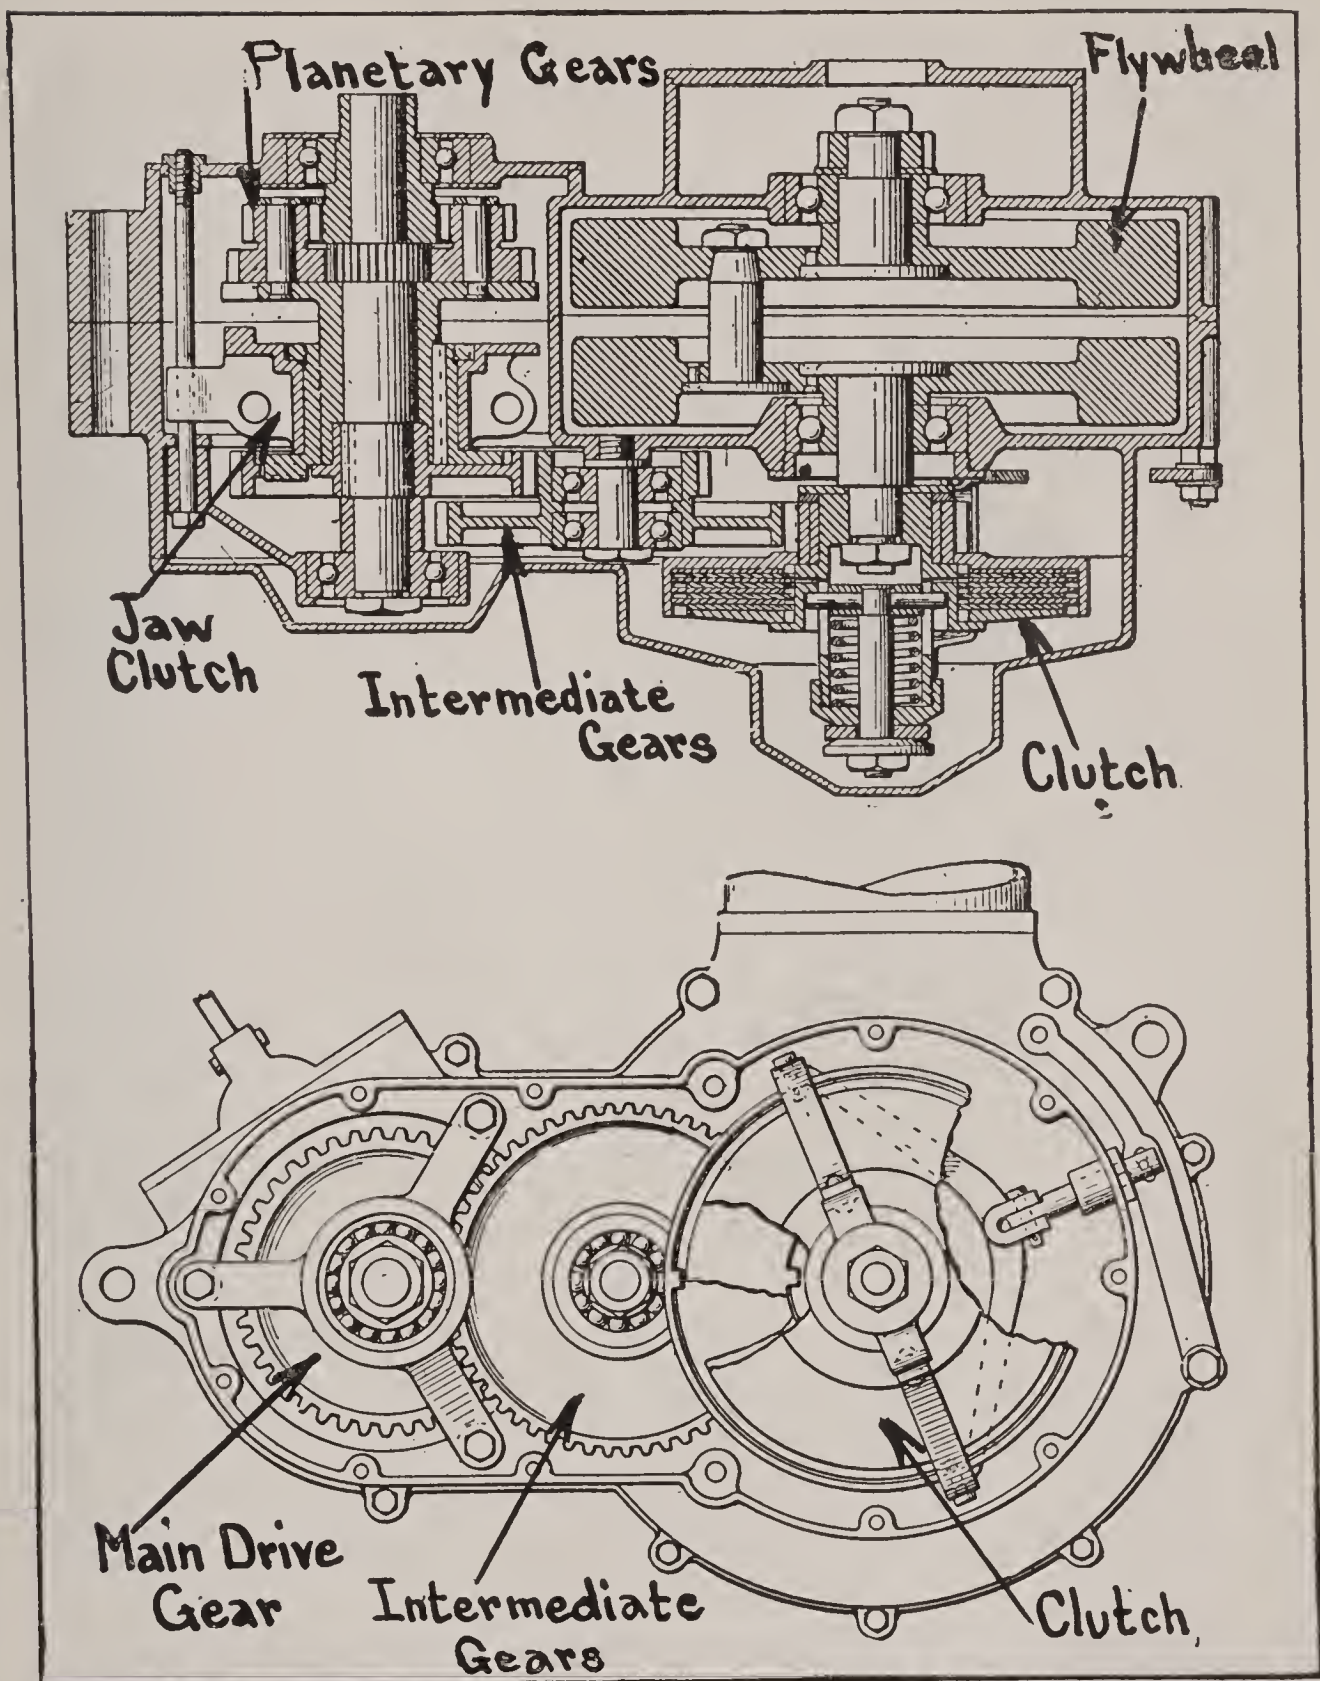 Planetary Gears
Flywheel
Jaw
Clutch
Intermediate
Gears
Clutch
Main Drive
Gear
Intermediate
Gears
Clutch